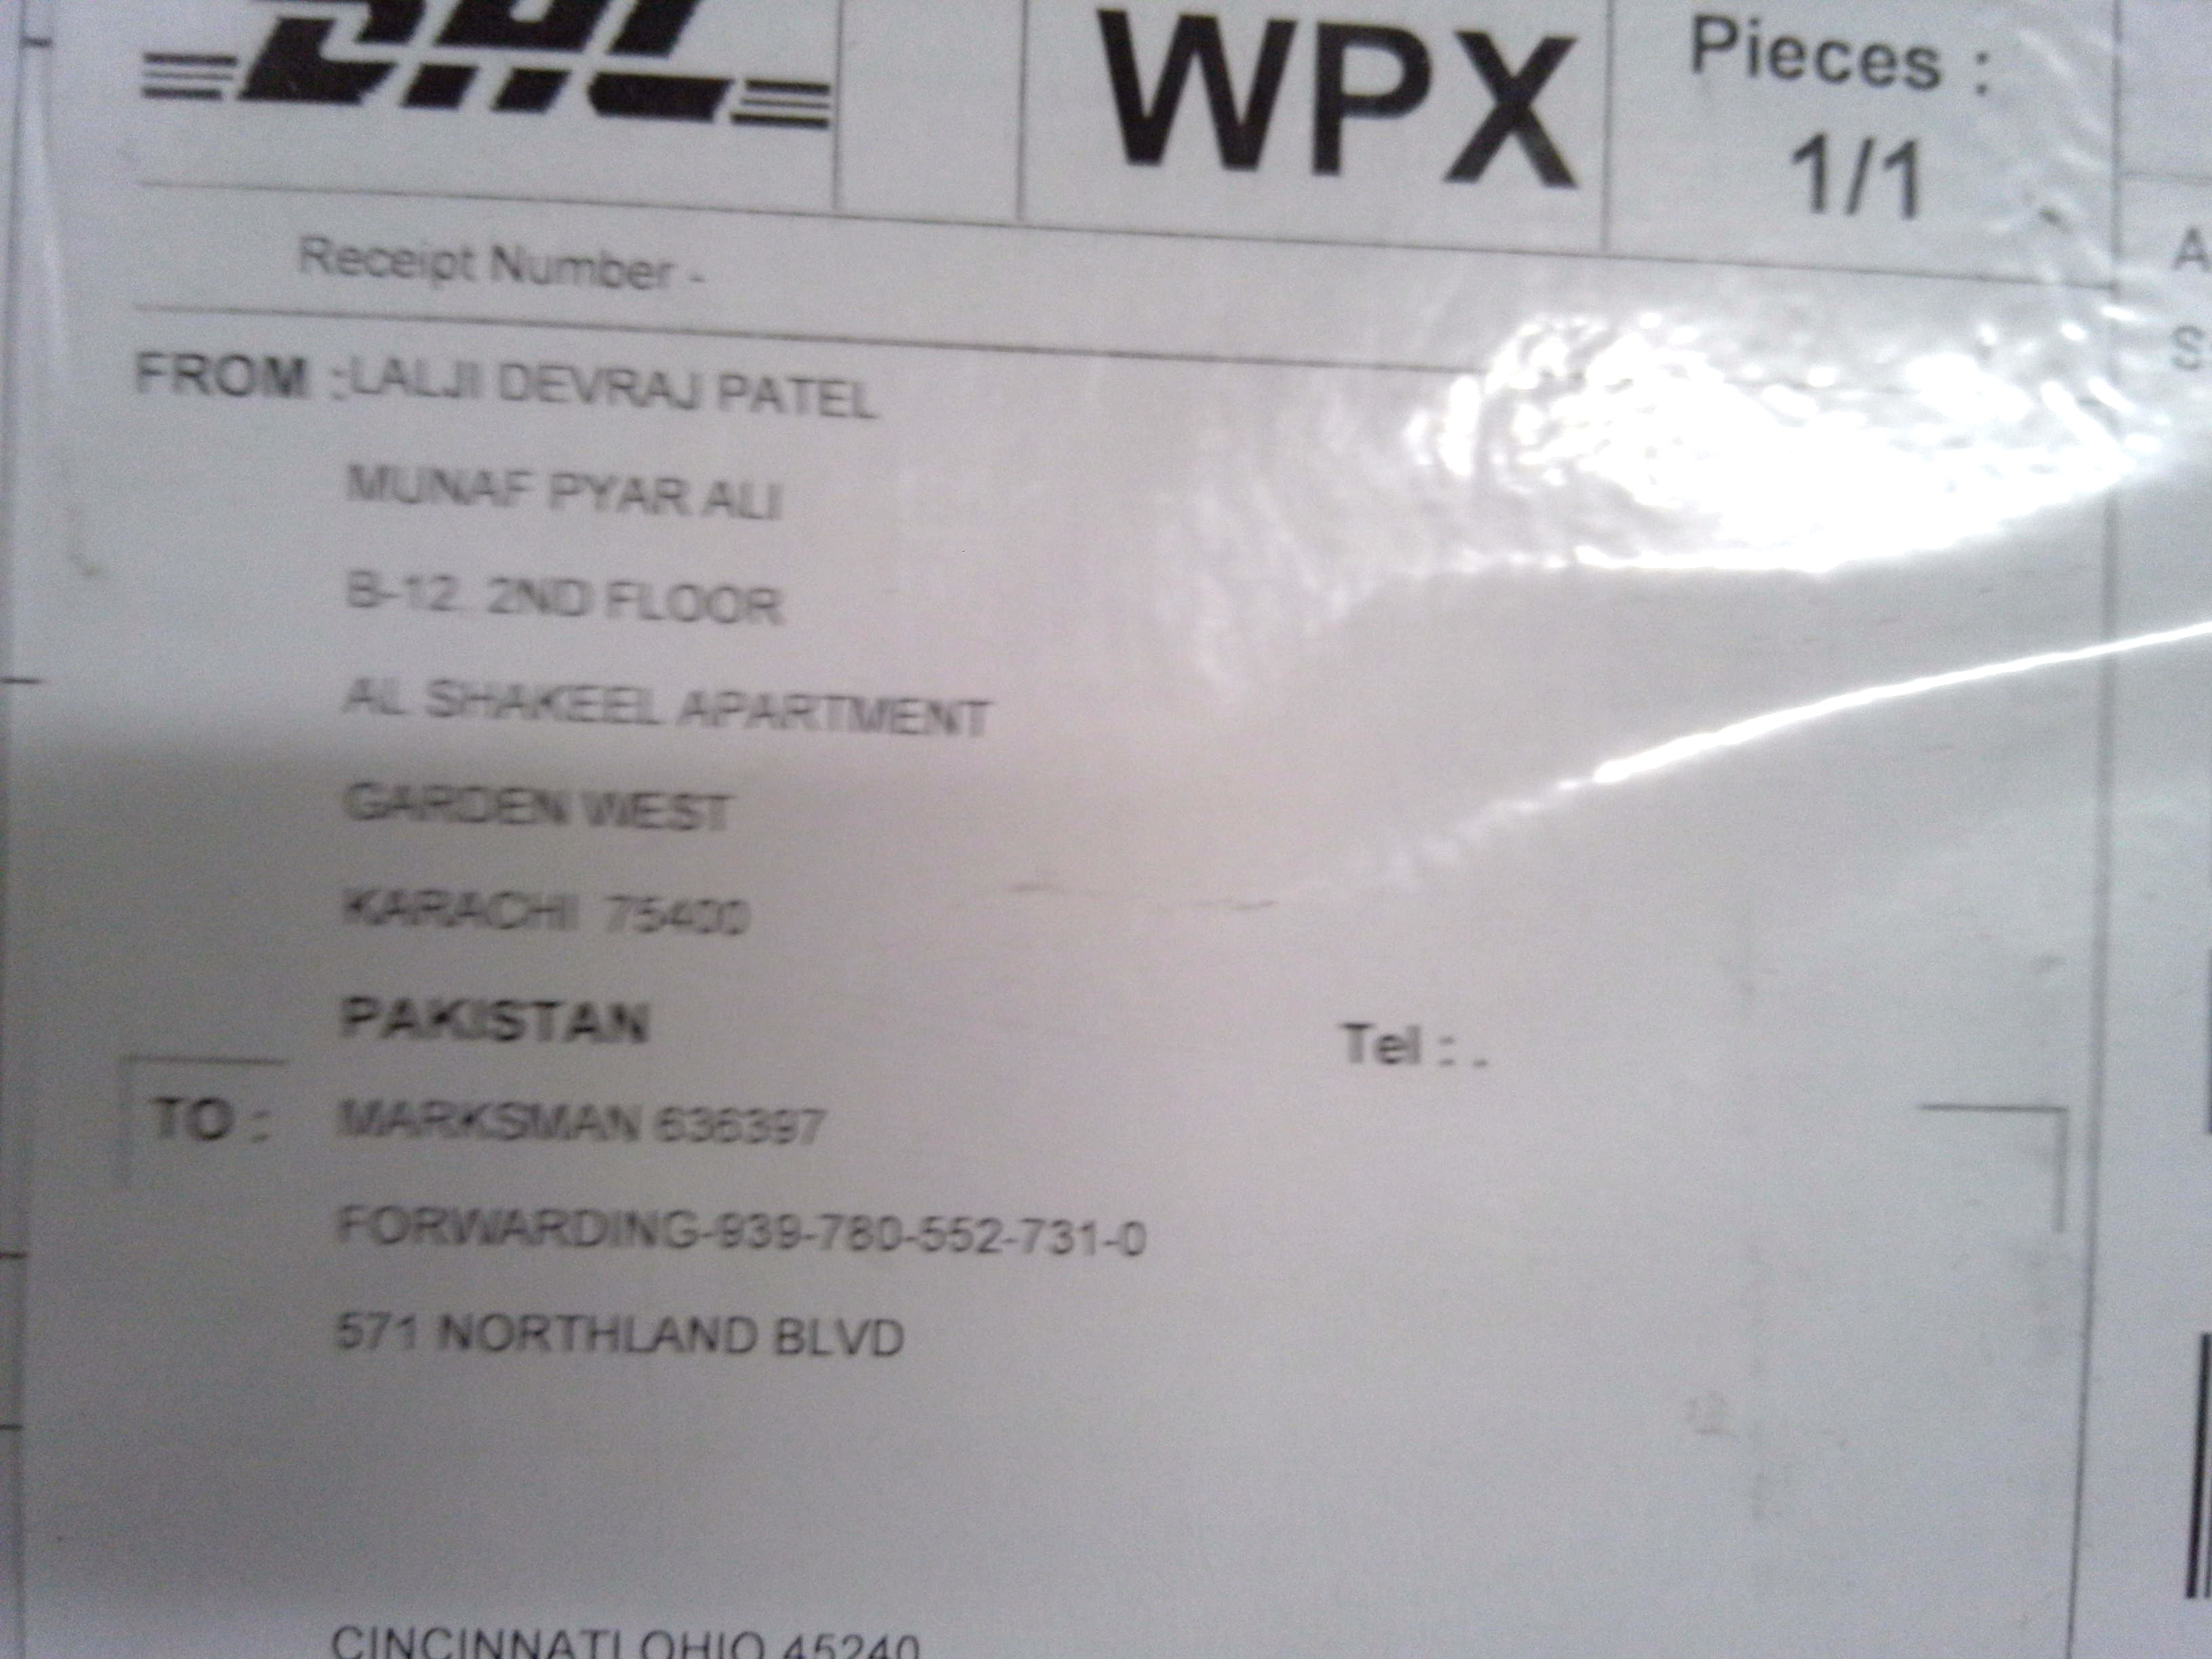 DHL
WPX
Pieces :
1/1
Receipt Number -
FROM :LALJI DEVRAJ PATEL
MUNAF PYAR ALI
B-12. 2ND FLOOR
AL SHAKEEL APARTMENT
GARDEN WEST
KARACHI 75400
PAKISTAN
Tel : .
TO : MARKSMAN 636397
FORWARDING-939-780-552-731-0
571 NORTHLAND BLVD
CINCINNATI OHIO 45240